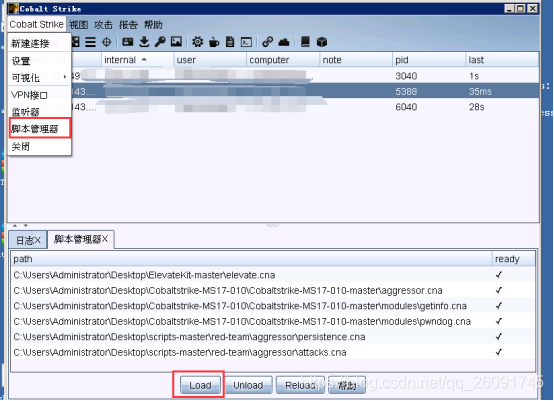 Cobalt Strike
Cobalt Strike 视图 攻击 报告 帮助
新建连接
设置
可视化
VPN接口
监听器
脚本管理器
关闭
internal user computer note pid last
49 3040 1s
143.... 5388 35ms
143.... 6040 28s
日志X 脚本管理器X
path ready
C:\Users\Administrator\Desktop\ElevateKit-master\elevate.cna ✓
C:\Users\Administrator\Desktop\Cobaltstrike-MS17-010\Cobaltstrike-MS17-010-master\aggressor.cna ✓
C:\Users\Administrator\Desktop\Cobaltstrike-MS17-010\Cobaltstrike-MS17-010-master\modules\getinfo.cna ✓
C:\Users\Administrator\Desktop\Cobaltstrike-MS17-010\Cobaltstrike-MS17-010-master\modules\pwndog.cna ✓
C:\Users\Administrator\Desktop\scripts-master\red-team\aggressor\persistence.cna ✓
C:\Users\Administrator\Desktop\scripts-master\red-team\aggressor\attacks.cna ✓
Load Unload Reload 帮助
https://blog.csdn.net/qq_26091745